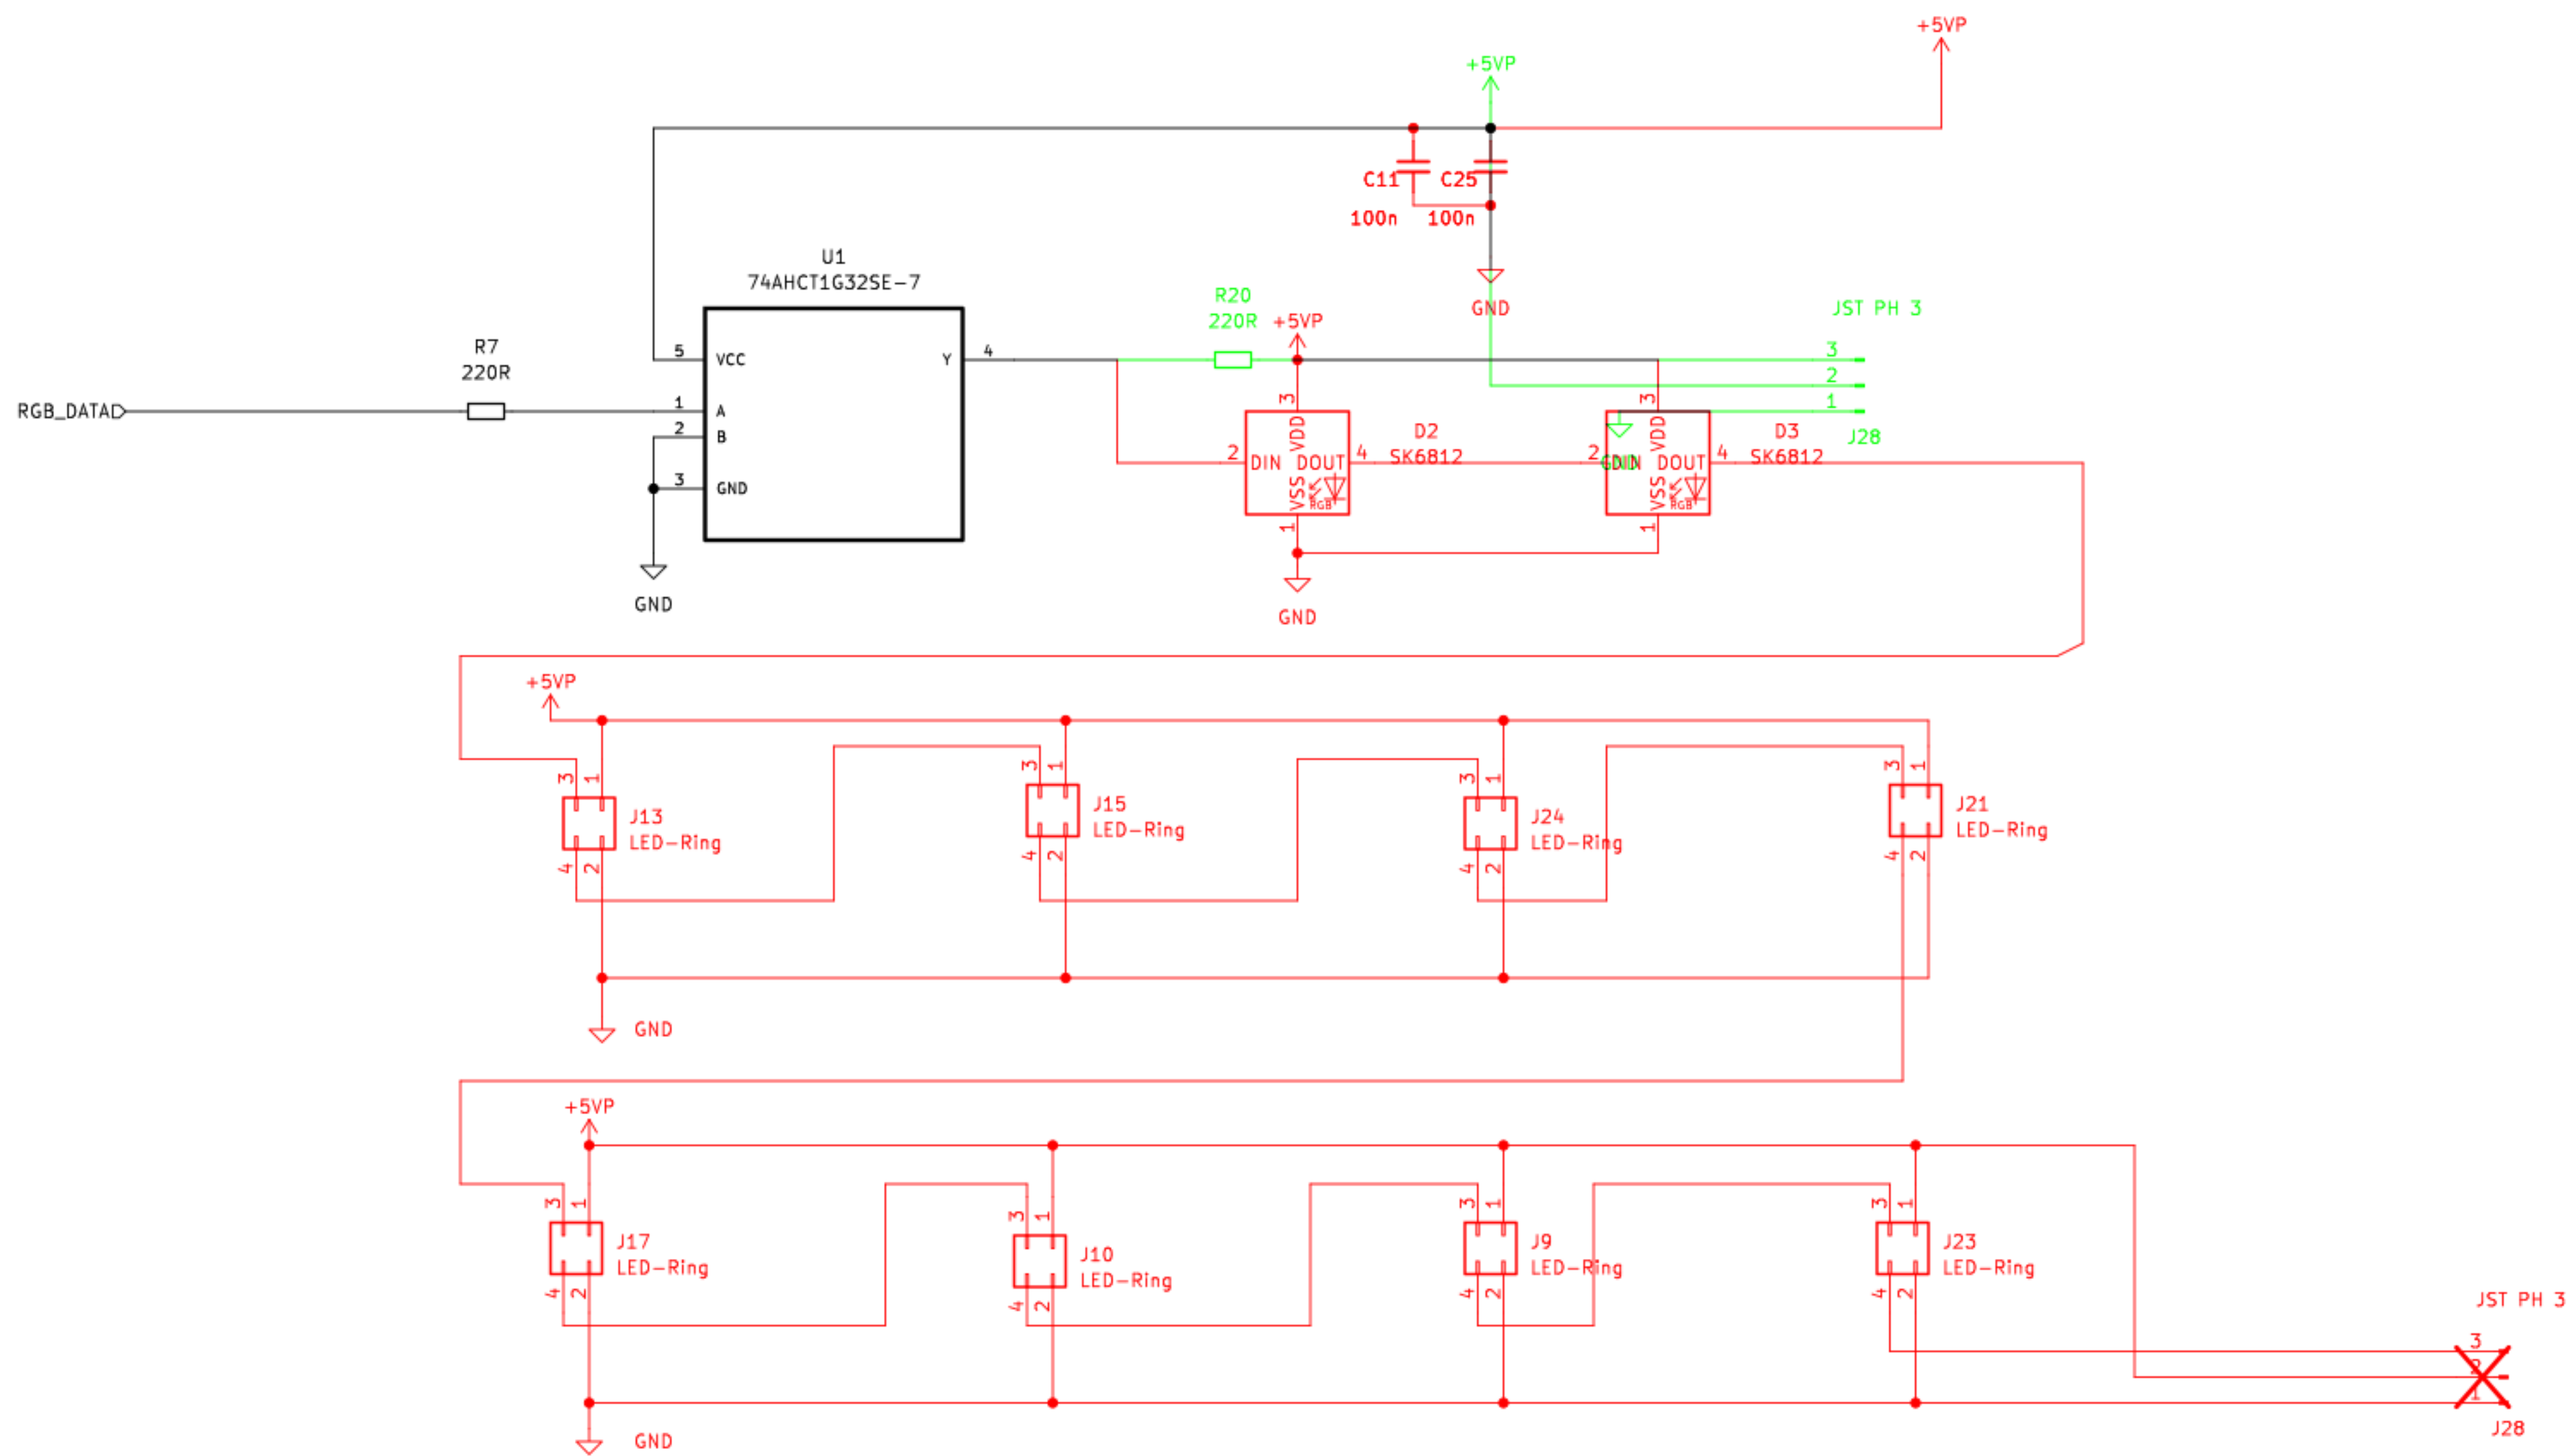 +5VP
+5VP
C11
C25
100n
100n
GND
U1
74AHCT1G32SE-7
5
VCC
Y
4
R7
220R
RGB_DATA
1
A
2
B
3
GND
GND
R20
220R
+5VP
JST PH 3
3
2
1
J28
3
VDD
D2
SK6812
2
DIN
DOUT
4
VSS
RGB
1
GND
3
VDD
D3
SK6812
2
DIN
DOUT
4
VSS
RGB
1
+5VP
3
1
J13
LED-Ring
4
2
3
1
J15
LED-Ring
4
2
3
1
J24
LED-Ring
4
2
3
1
J21
LED-Ring
4
2
GND
+5VP
3
1
J17
LED-Ring
4
2
3
1
J10
LED-Ring
4
2
3
1
J9
LED-Ring
4
2
3
1
J23
LED-Ring
4
2
GND
JST PH 3
3
2
1
J28